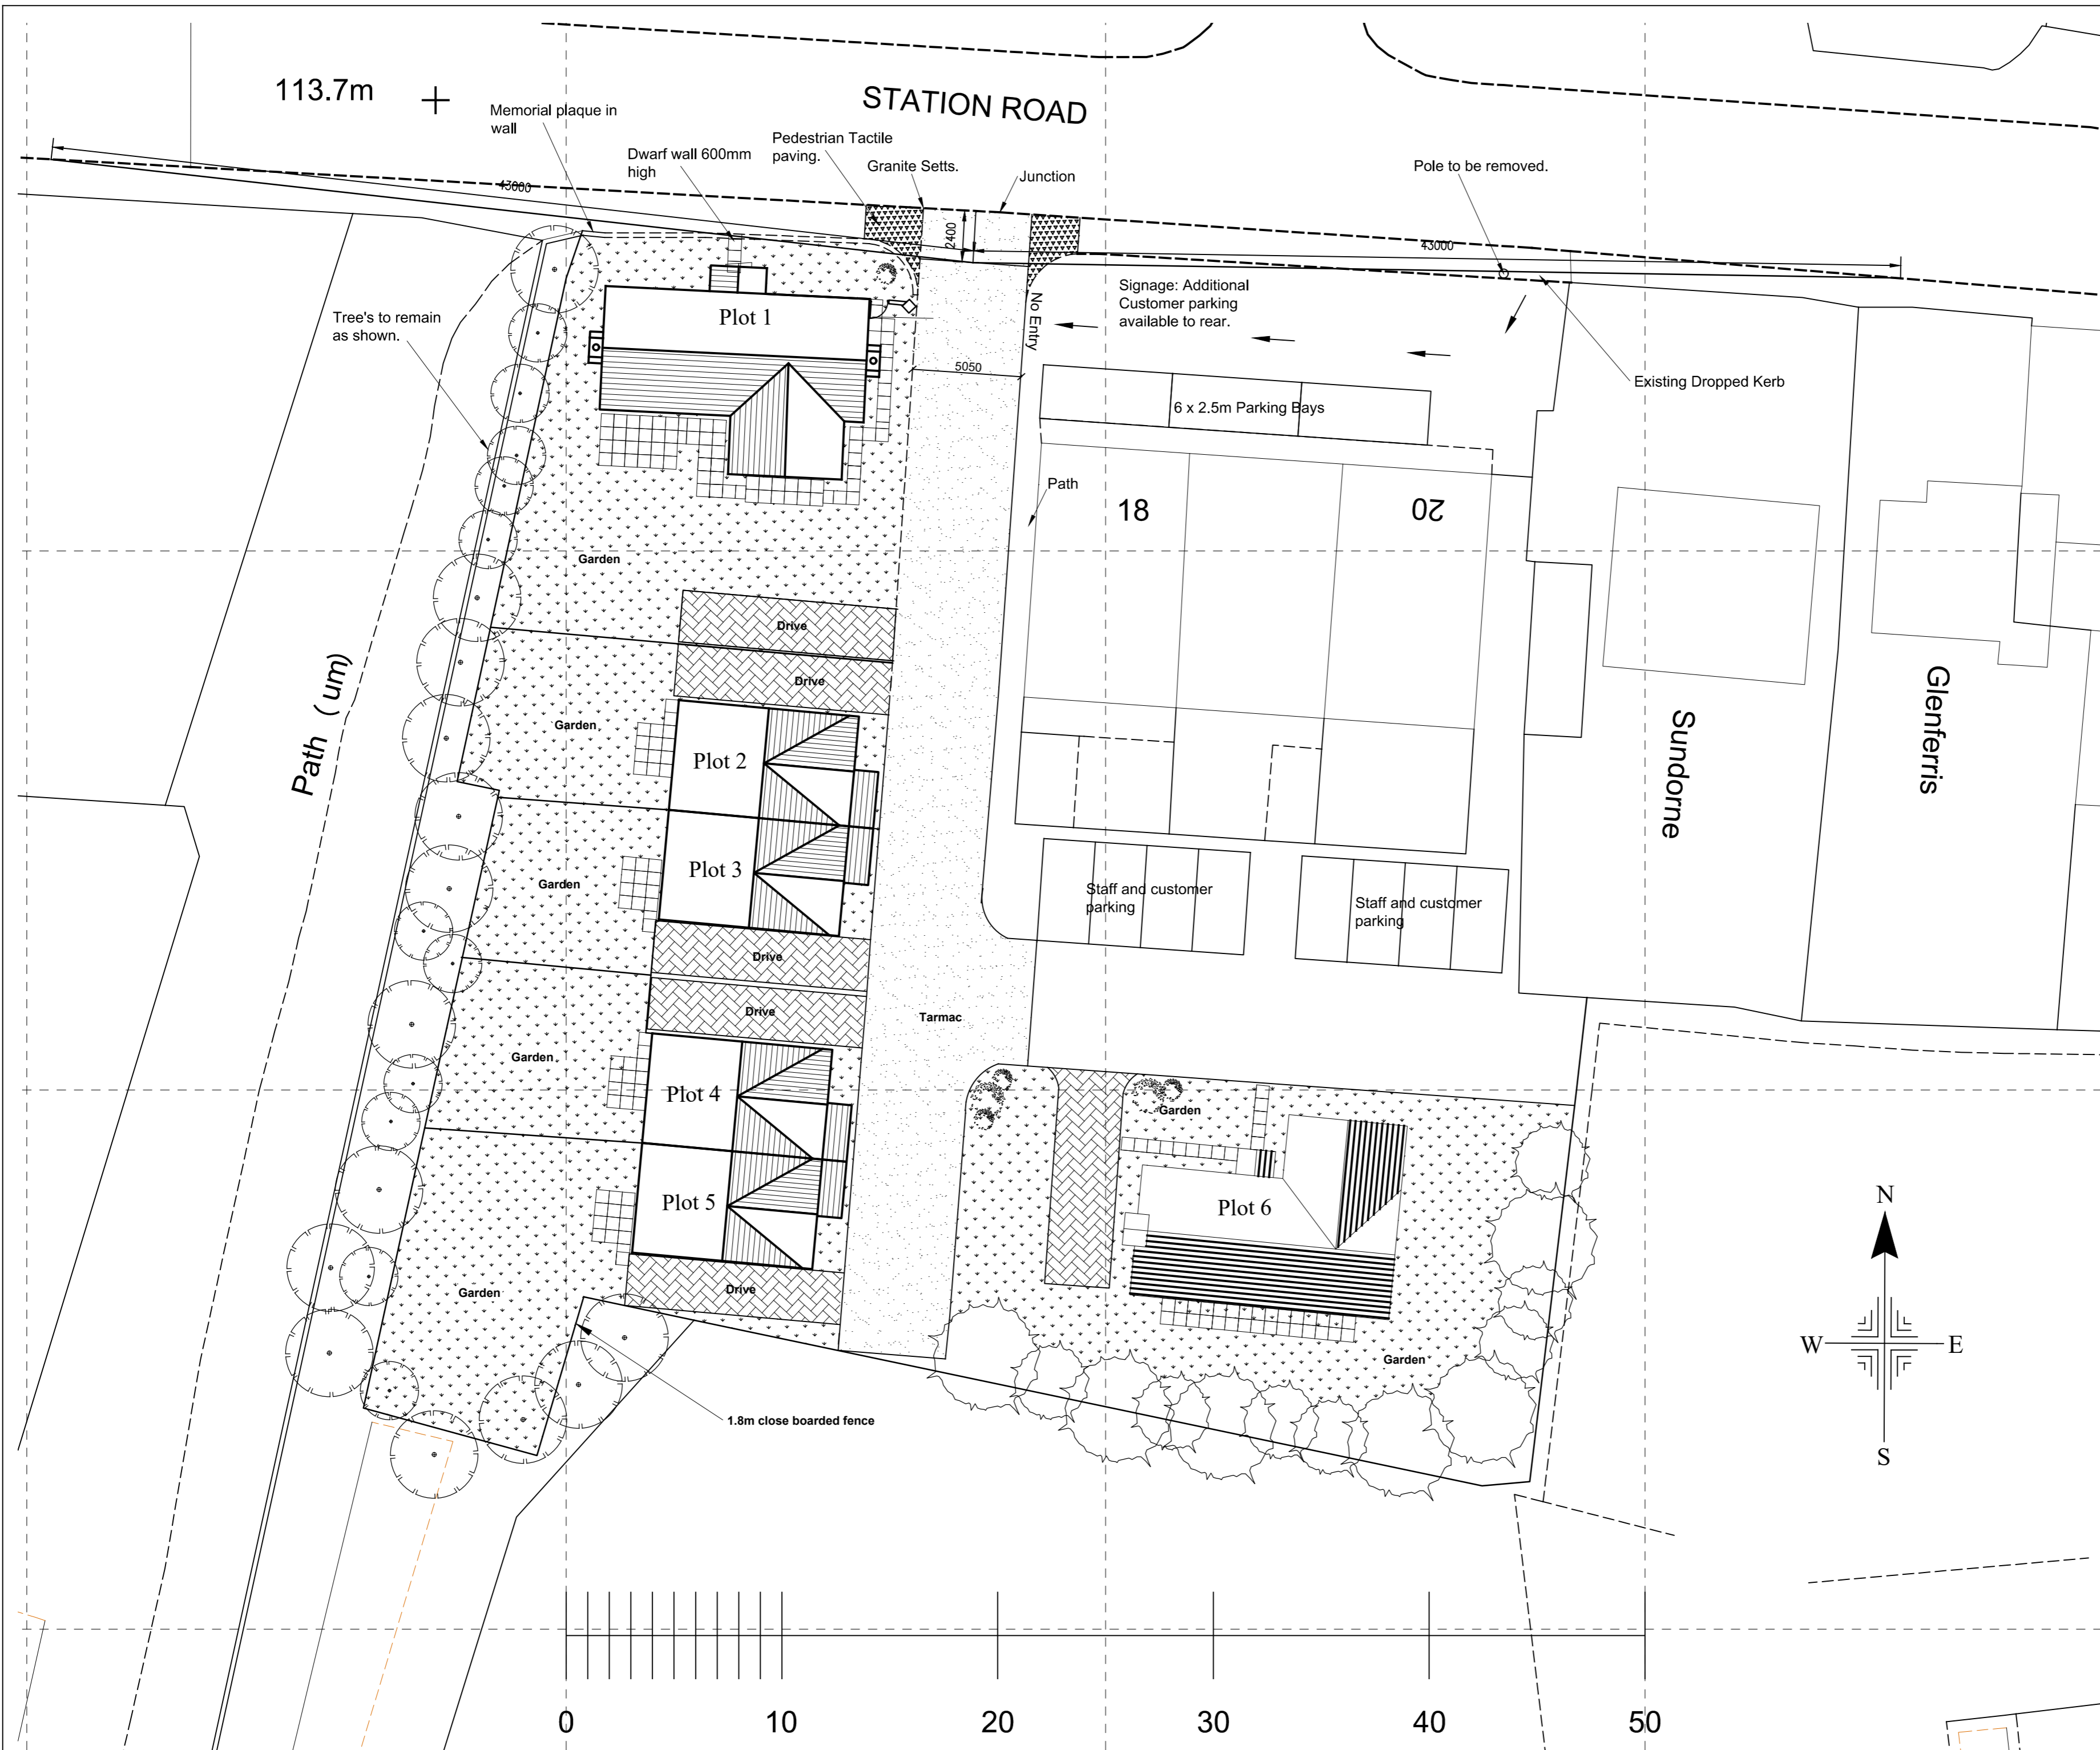 113.7m
STATION ROAD
Memorial plaque in
wall
Dwarf wall 600mm
high
Pedestrian Tactile
paving.
Granite Setts.
Junction
Pole to be removed.
43000
2400
43000
Tree's to remain
as shown.
Plot 1
No Entry
Signage: Additional
Customer parking
available to rear.
5050
Existing Dropped Kerb
6 x 2.5m Parking Bays
Path
18
20
Garden
Drive
Drive
Path ( um)
Garden
Plot 2
Sundorne
Glenferris
Plot 3
Garden
Staff and customer
parking
Staff and customer
parking
Drive
Drive
Tarmac
Garden
Plot 4
Garden
Plot 5
Plot 6
N
W
E
S
Garden
Drive
Garden
1.8m close boarded fence
0
10
20
30
40
50